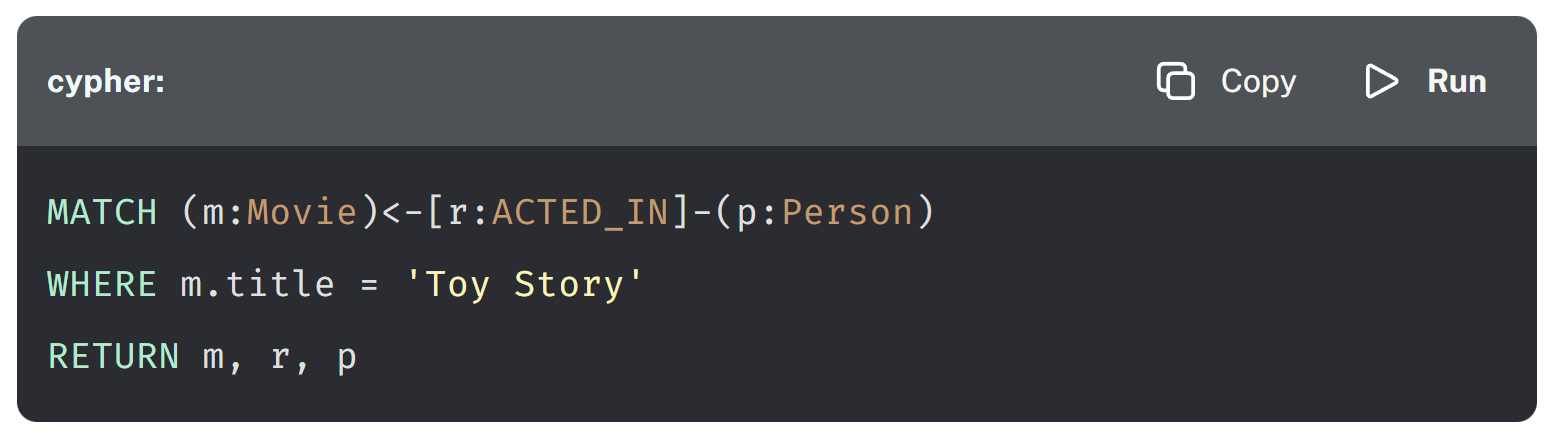 cypher: Copy Run
MATCH (m:Movie)<-[r:ACTED_IN]-(p:Person)
WHERE m.title = 'Toy Story'
RETURN m, r, p